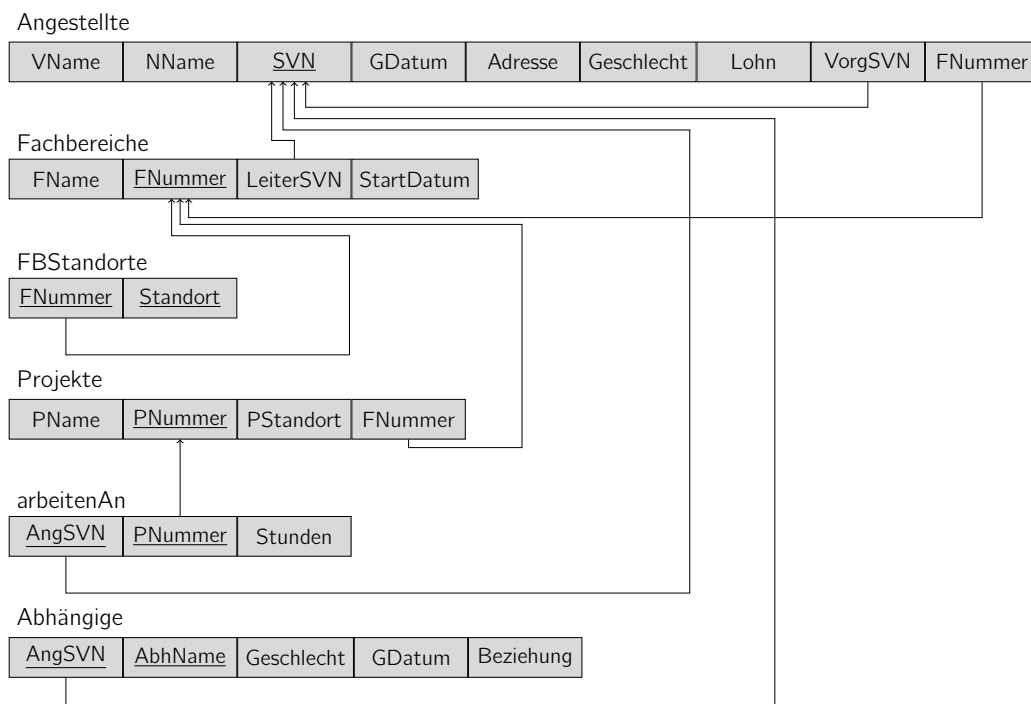 Angestellte
VName NName SVN GDatum Adresse Geschlecht Lohn VorgSVN FNummer
Fachbereiche
FName FNummer LeiterSVN StartDatum
FBStandorte
FNummer Standort
Projekte
PName PNummer PStandort FNummer
arbeitenAn
AngSVN PNummer Stunden
Abhängige
AngSVN AbhName Geschlecht GDatum Beziehung